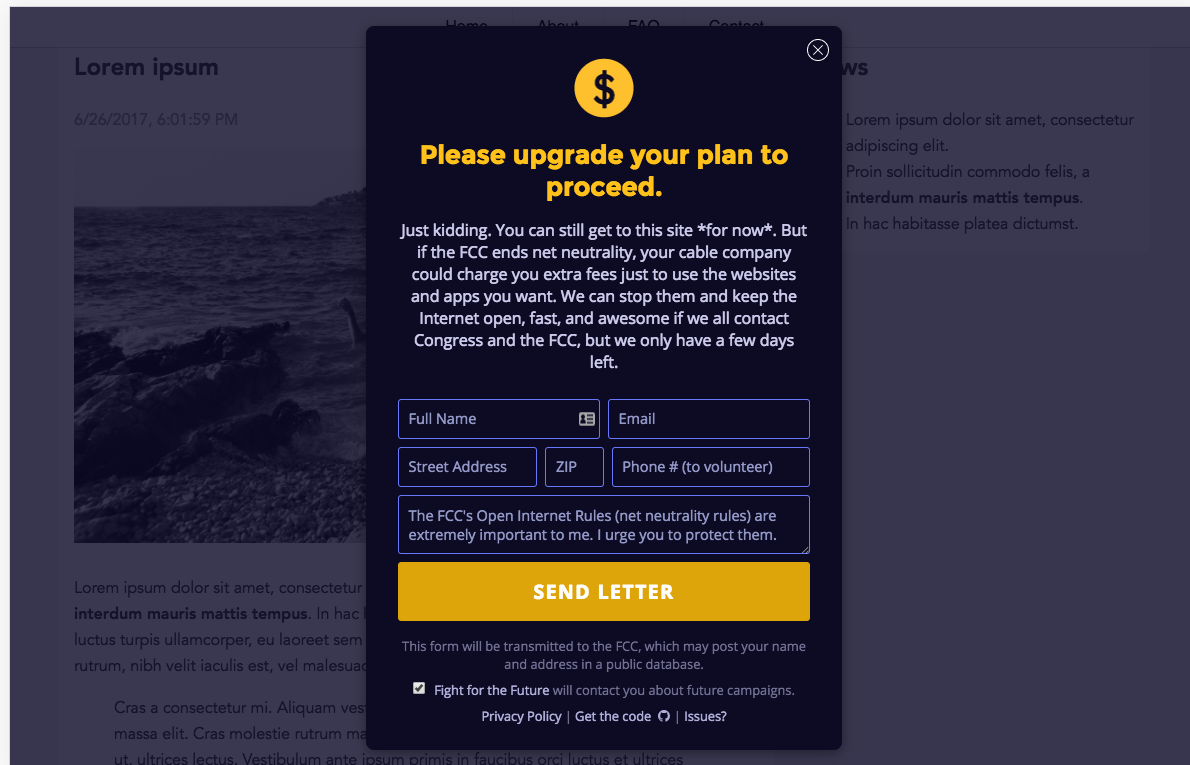 Home About FAQ Contact
Lorem ipsum
6/26/2017, 6:01:59 PM
$
Please upgrade your plan to
proceed.
Just kidding. You can still get to this site *for now*. But
if the FCC ends net neutrality, your cable company
could charge you extra fees just to use the websites
and apps you want. We can stop them and keep the
Internet open, fast, and awesome if we all contact
Congress and the FCC, but we only have a few days
left.
Full Name Email
Street Address ZIP Phone # (to volunteer)
The FCC's Open Internet Rules (net neutrality rules) are
extremely important to me. I urge you to protect them.
SEND LETTER
This form will be transmitted to the FCC, which may post your name
and address in a public database.
Fight for the Future will contact you about future campaigns.
Privacy Policy | Get the code | Issues?
ws
Lorem ipsum dolor sit amet, consectetur
adipiscing elit.
Proin sollicitudin commodo felis, a
interdum mauris mattis tempus.
In hac habitasse platea dictumst.
Lorem ipsum dolor sit amet, consectetur
interdum mauris mattis tempus. In hac
luctus turpis ullamcorper, eu laoreet sem
rutrum, nibh velit iaculis est, vel malesuad
Cras a consectetur mi. Aliquam ves
massa elit. Cras molestie rutrum ma
ut, ultrices lectus. Vestibulum ante ipsum primis in faucibus orci luctus et ultrices